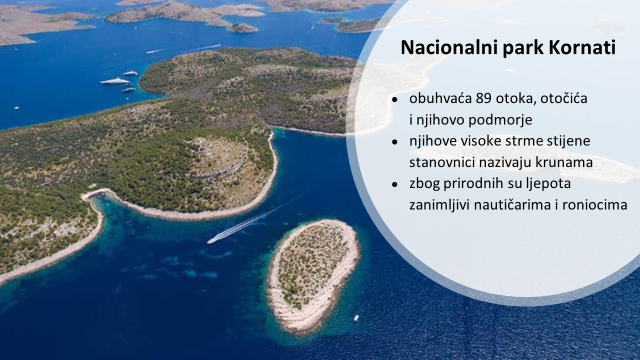 Nacionalni park Kornati
• obuhvaća 89 otoka, otočića
i njihovo podmorje
• njihove visoke strme stijene
stanovnici nazivaju krunama
• zbog prirodnih su ljepota
zanimljivi nautičarima i roniocima